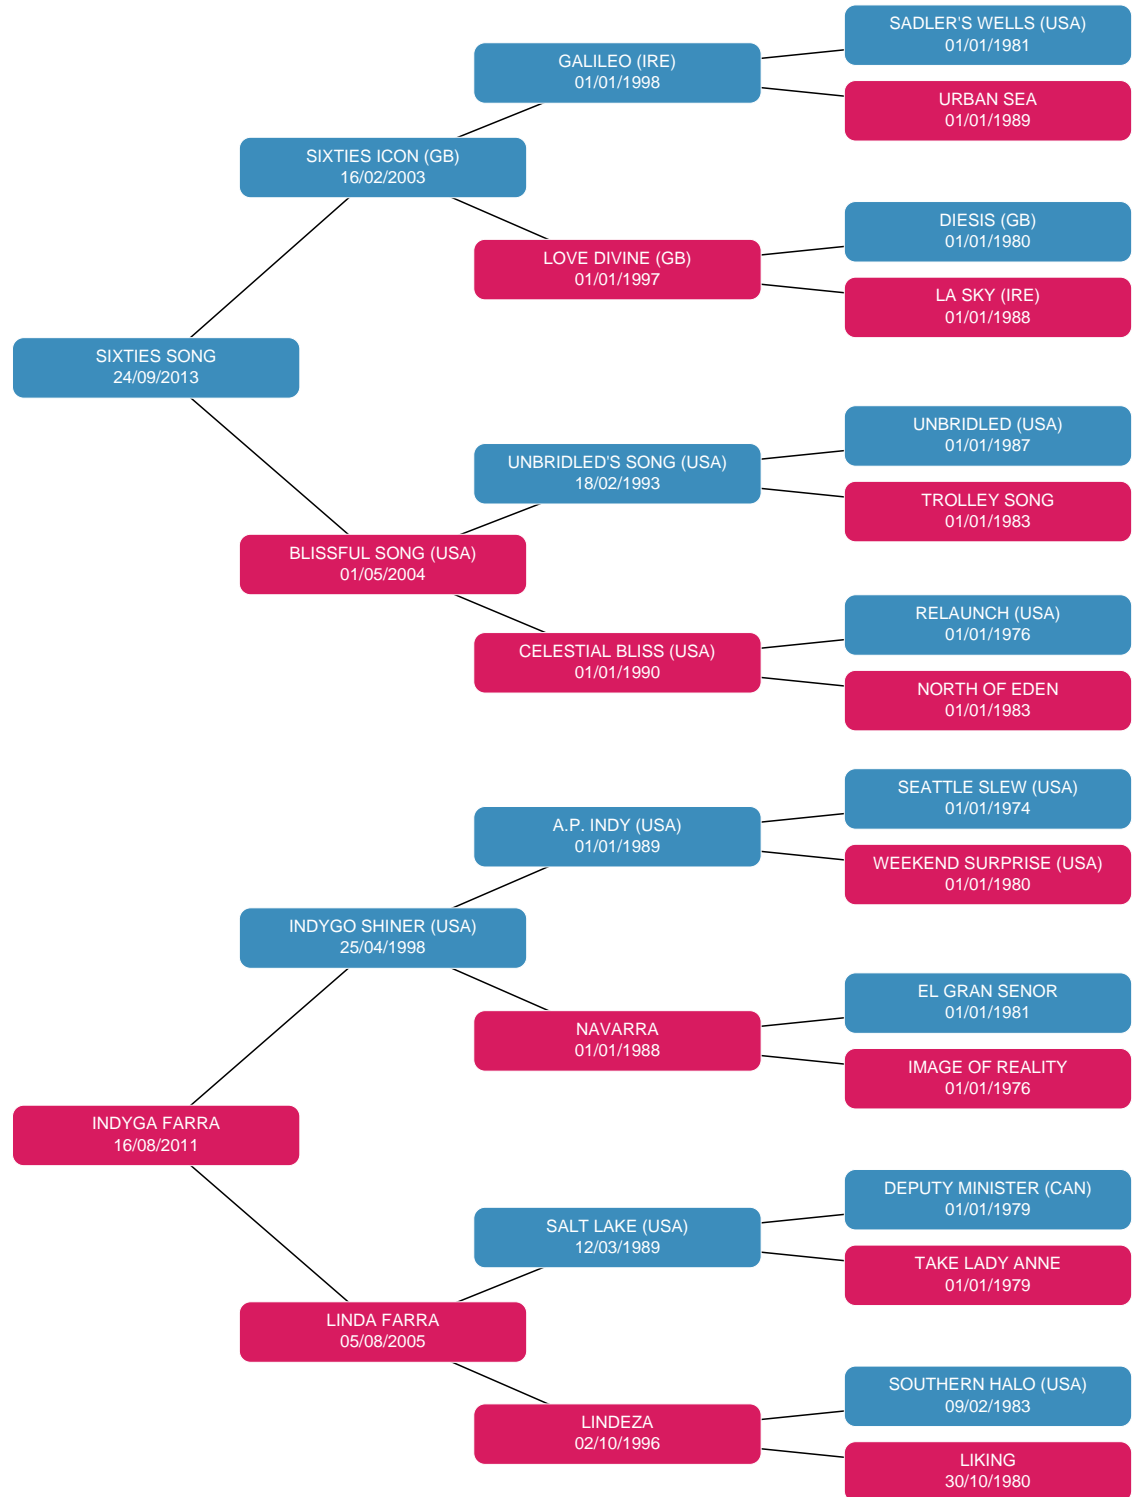 SADLER'S WELLS (USA)
01/01/1981
GALILEO (IRE)
01/01/1998
URBAN SEA
01/01/1989
SIXTIES ICON (GB)
16/02/2003
DIESIS (GB)
01/01/1980
LOVE DIVINE (GB)
01/01/1997
LA SKY (IRE)
01/01/1988
SIXTIES SONG
24/09/2013
UNBRIDLED (USA)
01/01/1987
UNBRIDLED'S SONG (USA)
18/02/1993
TROLLEY SONG
01/01/1983
BLISSFUL SONG (USA)
01/05/2004
RELAUNCH (USA)
01/01/1976
CELESTIAL BLISS (USA)
01/01/1990
NORTH OF EDEN
01/01/1983
SEATTLE SLEW (USA)
01/01/1974
A.P. INDY (USA)
01/01/1989
WEEKEND SURPRISE (USA)
01/01/1980
INDYGO SHINER (USA)
25/04/1998
EL GRAN SENOR
01/01/1981
NAVARRA
01/01/1988
IMAGE OF REALITY
01/01/1976
INDYGA FARRA
16/08/2011
DEPUTY MINISTER (CAN)
01/01/1979
SALT LAKE (USA)
12/03/1989
TAKE LADY ANNE
01/01/1979
LINDA FARRA
05/08/2005
SOUTHERN HALO (USA)
09/02/1983
LINDEZA
02/10/1996
LIKING
30/10/1980